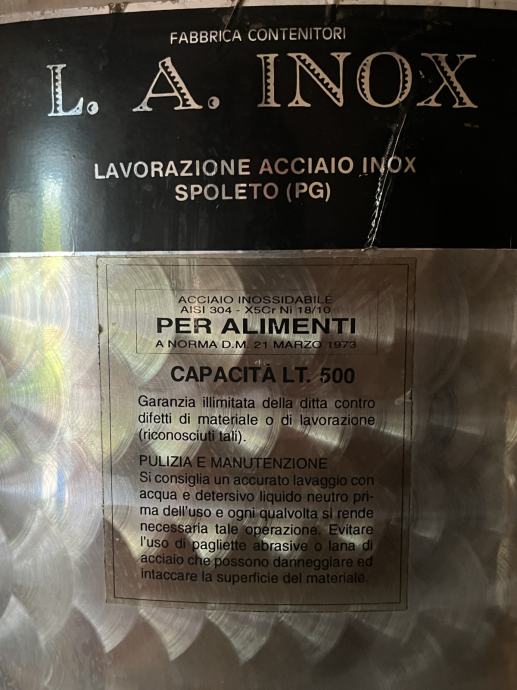 FABBRICA CONTENITORI
L. A. INOX
LAVORAZIONE ACCIAIO INOX
SPOLETO (PG)
ACCIAIO INOSSIDABILE
AISI 304 - X5Cr Ni 18/10
PER ALIMENTI
A NORMA D.M. 21 MARZO 1973
CAPACITÀ LT. 500
Garanzia illimitata della ditta contro
difetti di materiale o di lavorazione
(riconosciuti tali).
PULIZIA E MANUTENZIONE
Si consiglia un accurato lavaggio con
acqua e detersivo liquido neutro pri-
ma dell'uso e ogni qualvolta si rende
necessaria tale operazione. Evitare
l'uso di pagliette abrasive o lana di
acciaio che possono danneggiare ed
intaccare la superficie del materiale.